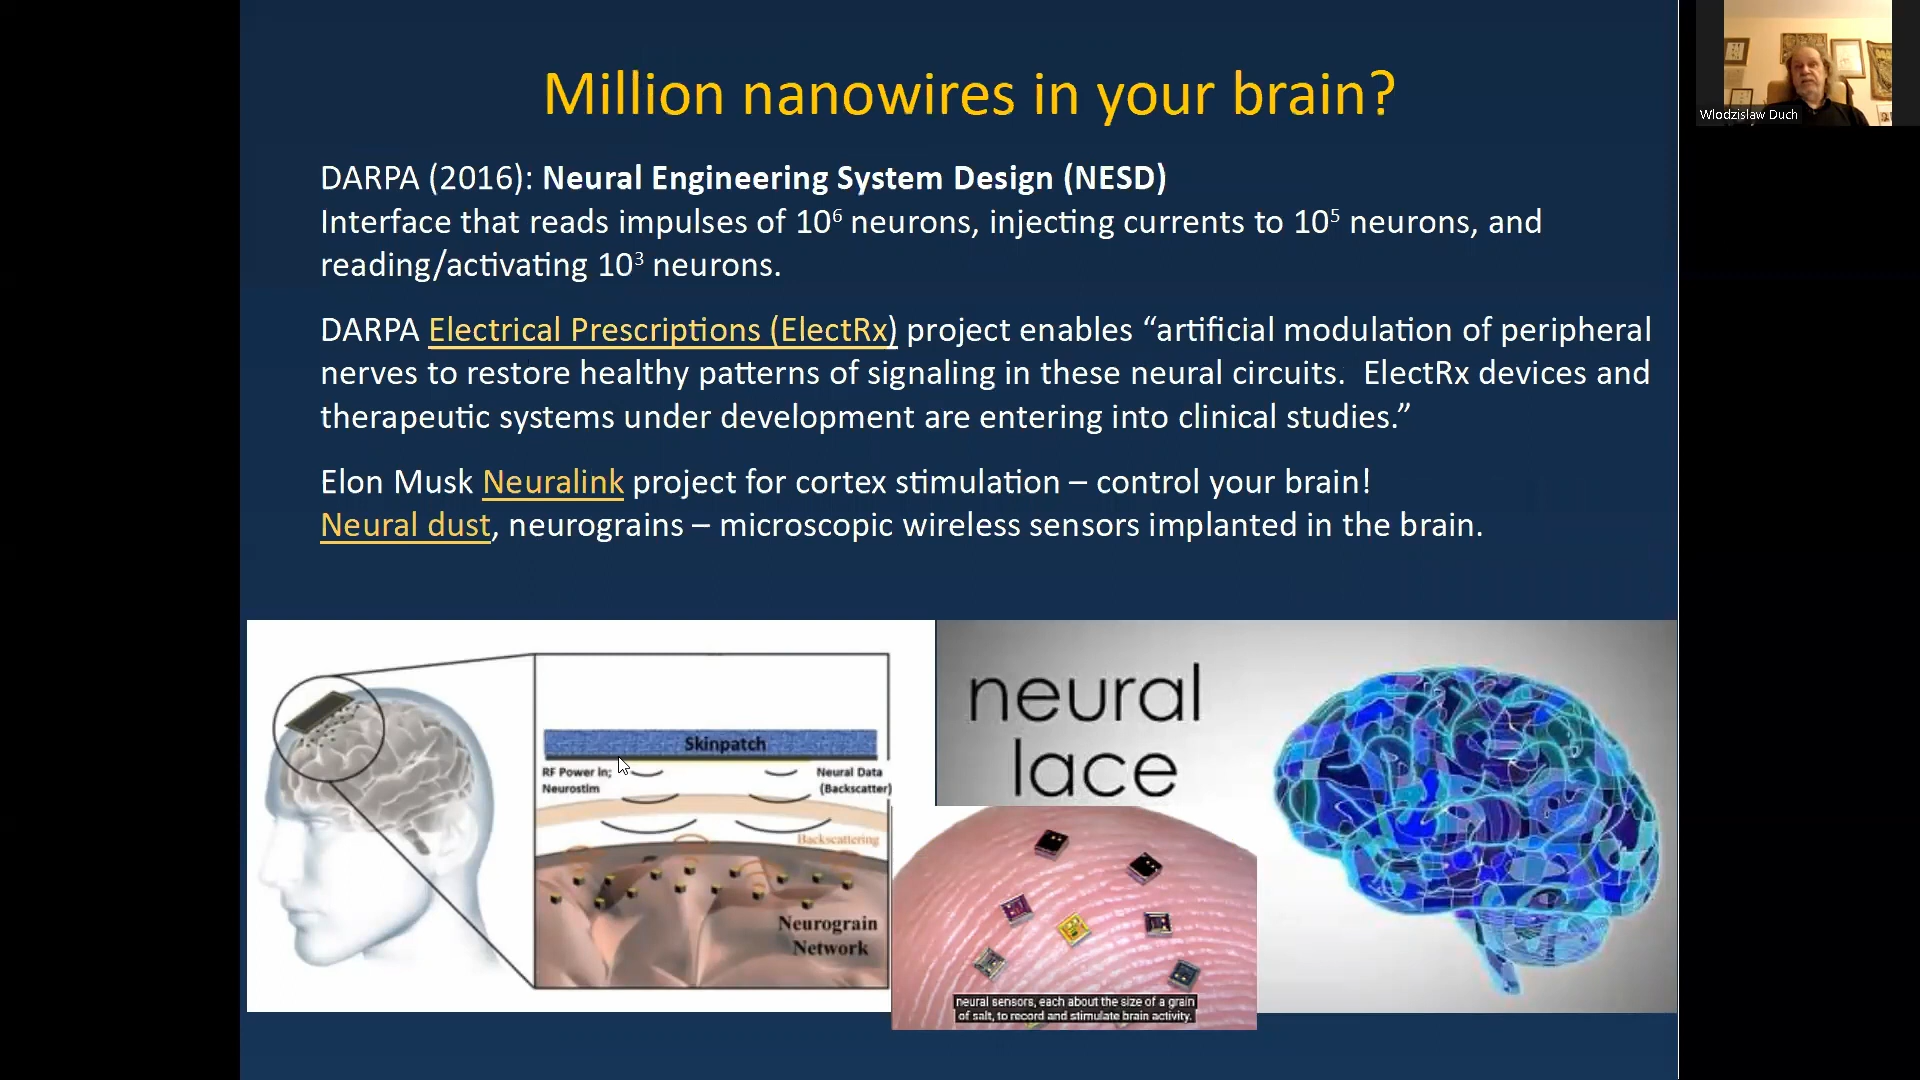 Million nanowires in your brain?
Wlodzislaw Duch
DARPA (2016): Neural Engineering System Design (NESD)
Interface that reads impulses of 10⁶ neurons, injecting currents to 10⁵ neurons, and
reading/activating 10³ neurons.
DARPA Electrical Prescriptions (ElectRx) project enables “artificial modulation of peripheral
nerves to restore healthy patterns of signaling in these neural circuits.  ElectRx devices and
therapeutic systems under development are entering into clinical studies.”
Elon Musk Neuralink project for cortex stimulation – control your brain!
Neural dust, neurograins – microscopic wireless sensors implanted in the brain.
Skinpatch
RF Power in;
Neurostim
Neural Data
(Backscatter)
Backscattering
Neurograin
Network
neural
lace
neural sensors, each about the size of a grain
of salt, to record and stimulate brain activity.